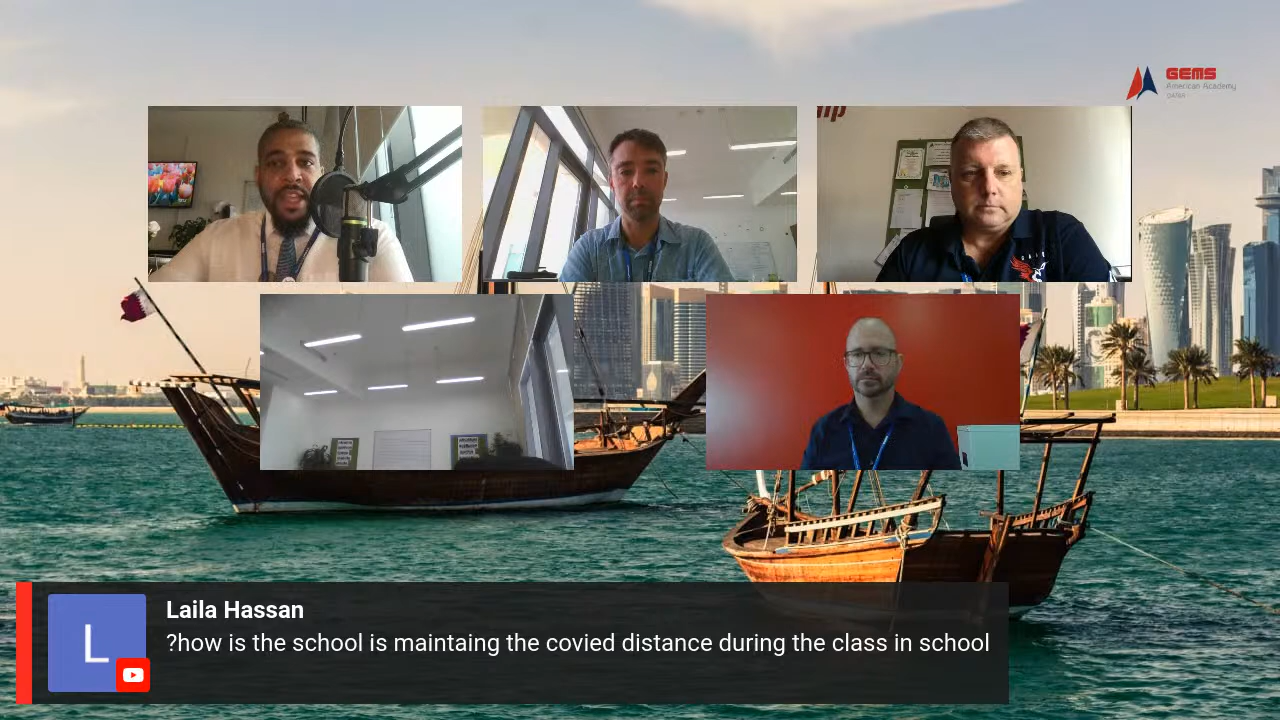 GEMS
American Academy
QATAR
Laila Hassan
?how is the school is maintaing the covied distance during the class in school
L